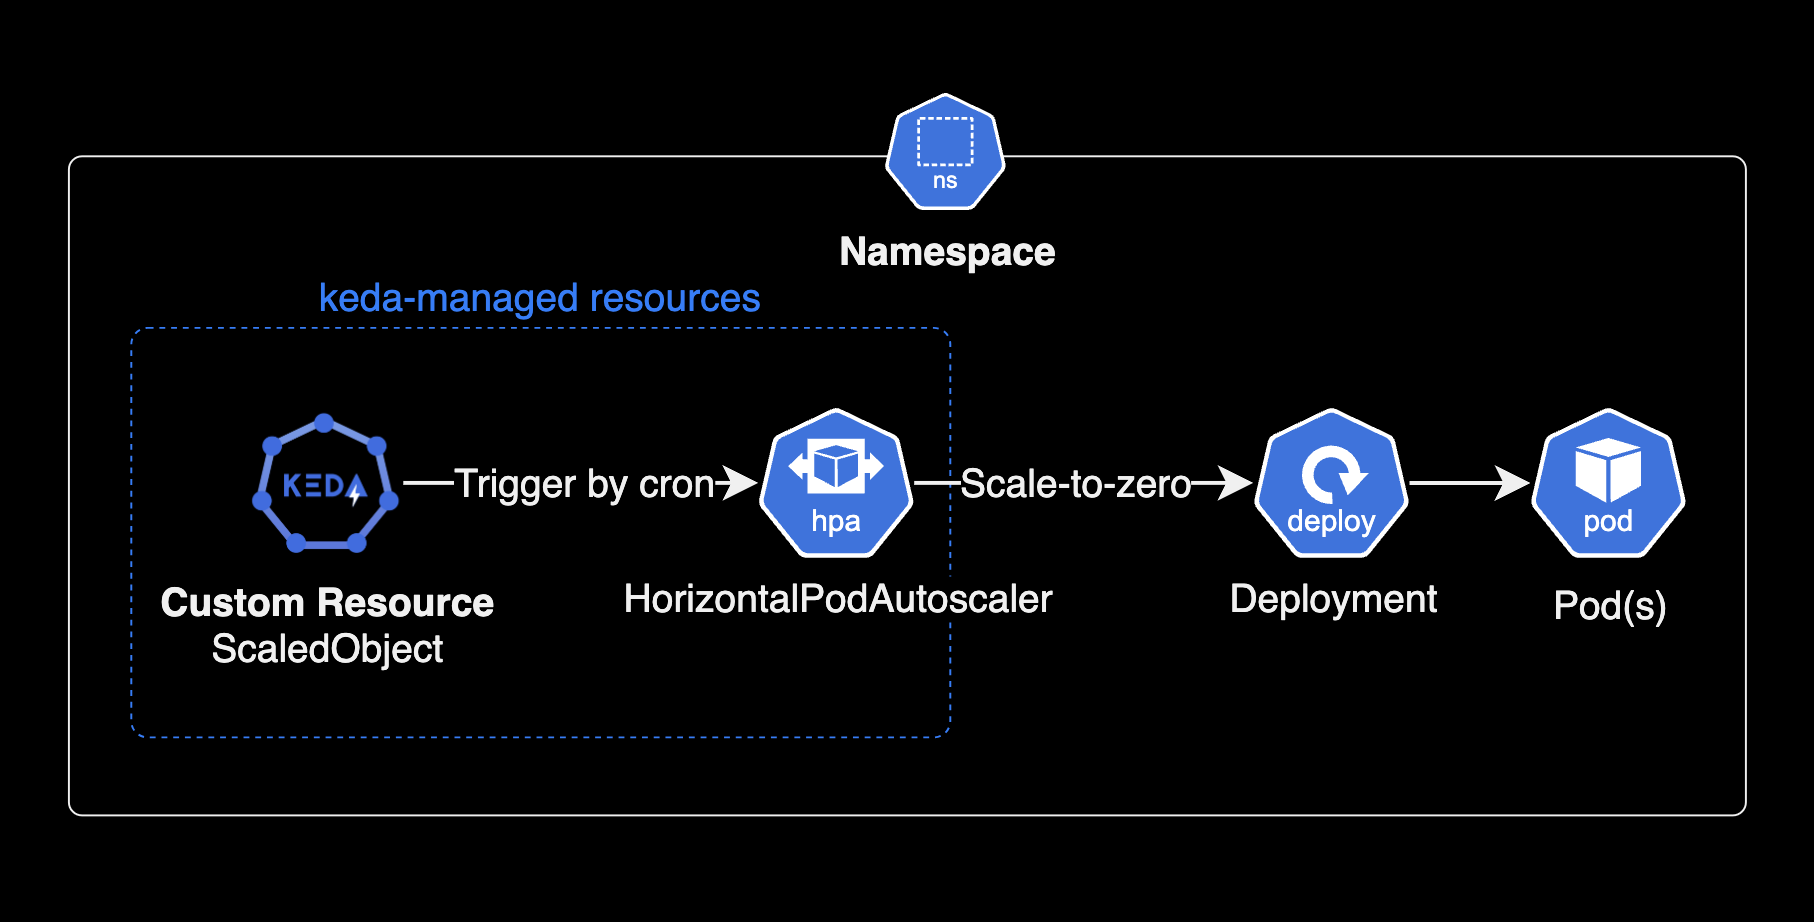 ns
Namespace
keda-managed resources
KEDA
Trigger by cron
hpa
Scale-to-zero
deploy
pod
Custom Resource
ScaledObject
HorizontalPodAutoscaler
Deployment
Pod(s)